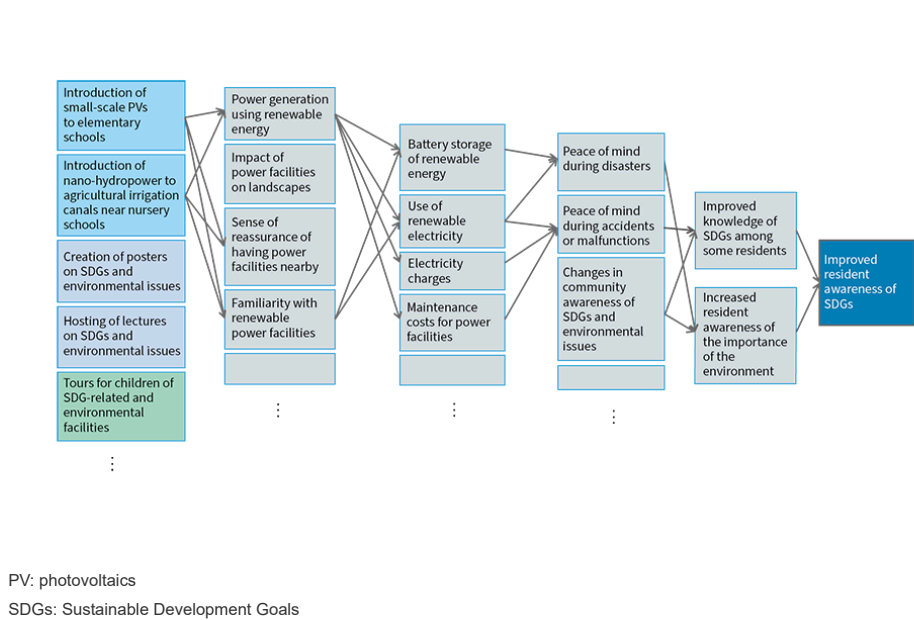 Introduction of
small-scale PVs
to elementary
schools
Introduction of
nano-hydropower to
agricultural irrigation
canals near nursery
schools
Creation of posters
on SDGs and
environmental issues
Hosting of lectures
on SDGs and
environmental issues
Tours for children of
SDG-related and
environmental
facilities
⋮
Power generation
using renewable
energy
Impact of
power facilities
on landscapes
Sense of
reassurance of
having power
facilities nearby
Familiarity with
renewable
power facilities
⋮
Battery storage
of renewable
energy
Use of
renewable
electricity
Electricity
charges
Maintenance
costs for power
facilities
⋮
Peace of mind
during disasters
Peace of mind
during accidents
or malfunctions
Changes in
community
awareness of
SDGs and
environmental
issues
⋮
Improved
knowledge of
SDGs among
some residents
Increased
resident
awareness of
the importance
of the
environment
Improved
resident
awareness of
SDGs
PV: photovoltaics
SDGs: Sustainable Development Goals